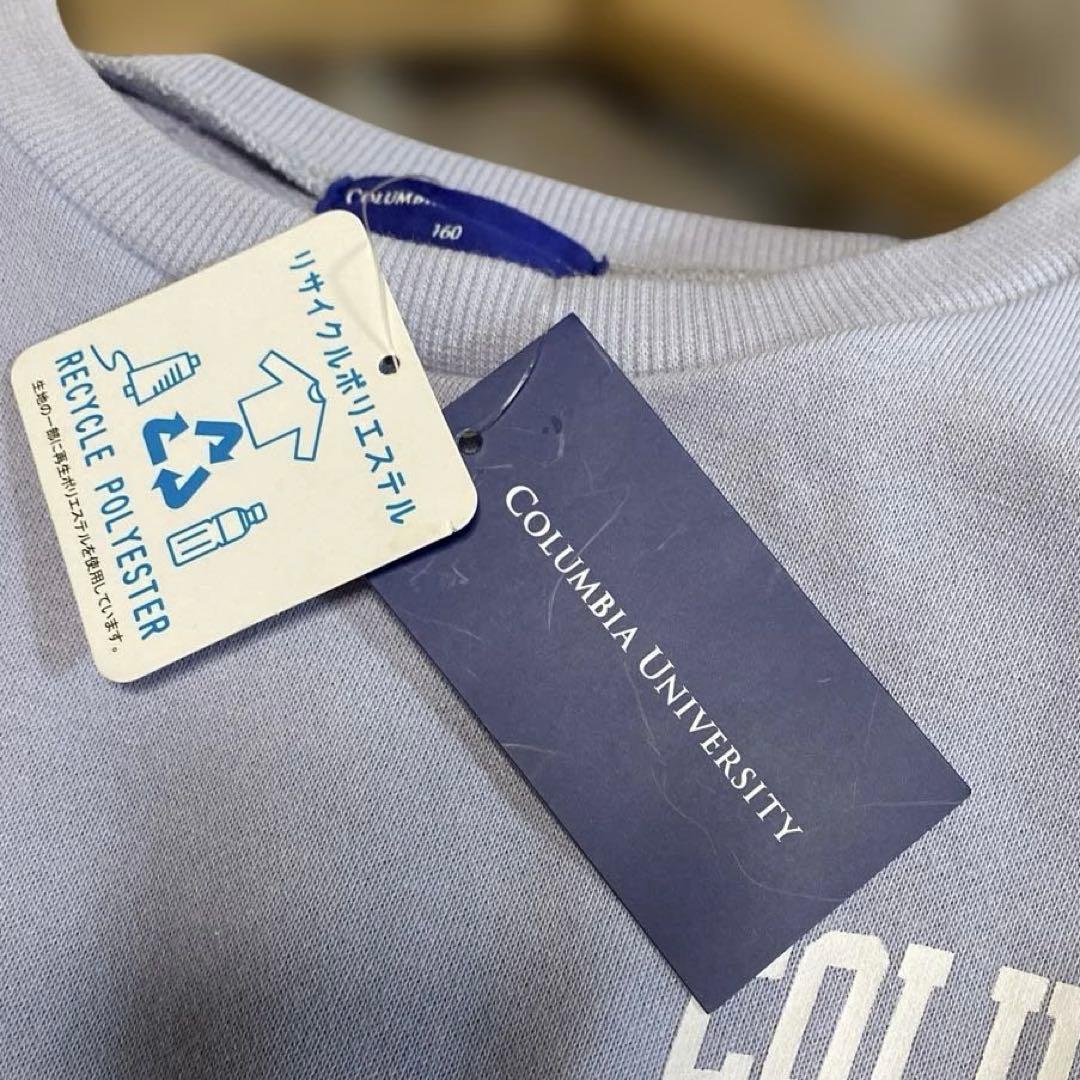 COLUMB
160
リサイクルポリエステル
RECYCLE POLYESTER
生地の一部に再生ポリエステルを使用しています。
COLUMBIA UNIVERSITY
COLU